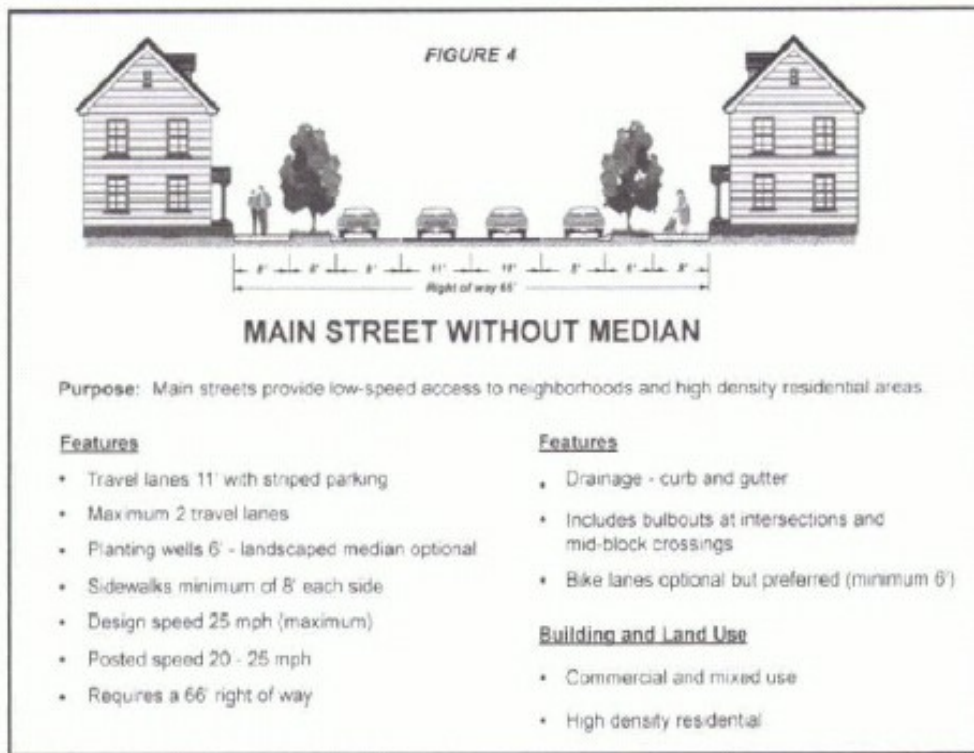 FIGURE 4
11'
Right of way 66'
MAIN STREET WITHOUT MEDIAN
Purpose: Main streets provide low-speed access to neighborhoods and high density residential areas.
Features
• Travel lanes 11' with striped parking
• Maximum 2 travel lanes
• Planting wells 6' - landscaped median optional
• Sidewalks minimum of 8' each side
• Design speed 25 mph (maximum)
• Posted speed 20 - 25 mph
• Requires a 66' right of way
Features
• Drainage - curb and gutter
• Includes bulbouts at intersections and
mid-block crossings
• Bike lanes optional but preferred (minimum 6')
Building and Land Use
• Commercial and mixed use
• High density residential